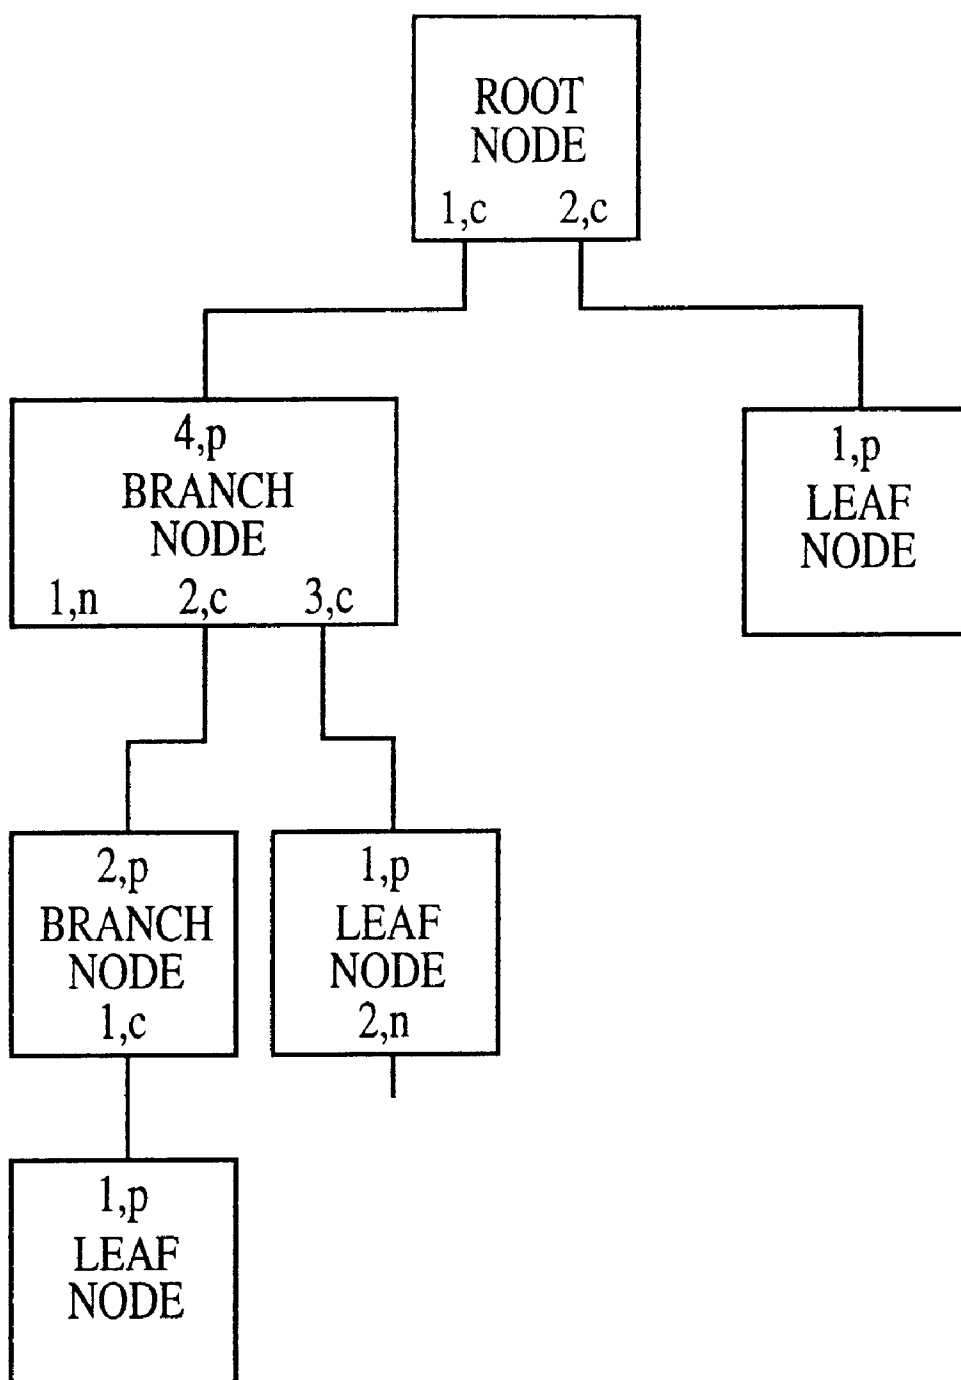 ROOT
NODE
1,c 2,c
4,p
BRANCH
NODE
1,n 2,c 3,c
1,p
LEAF
NODE
2,p
BRANCH
NODE
1,c
1,p
LEAF
NODE
2,n
1,p
LEAF
NODE